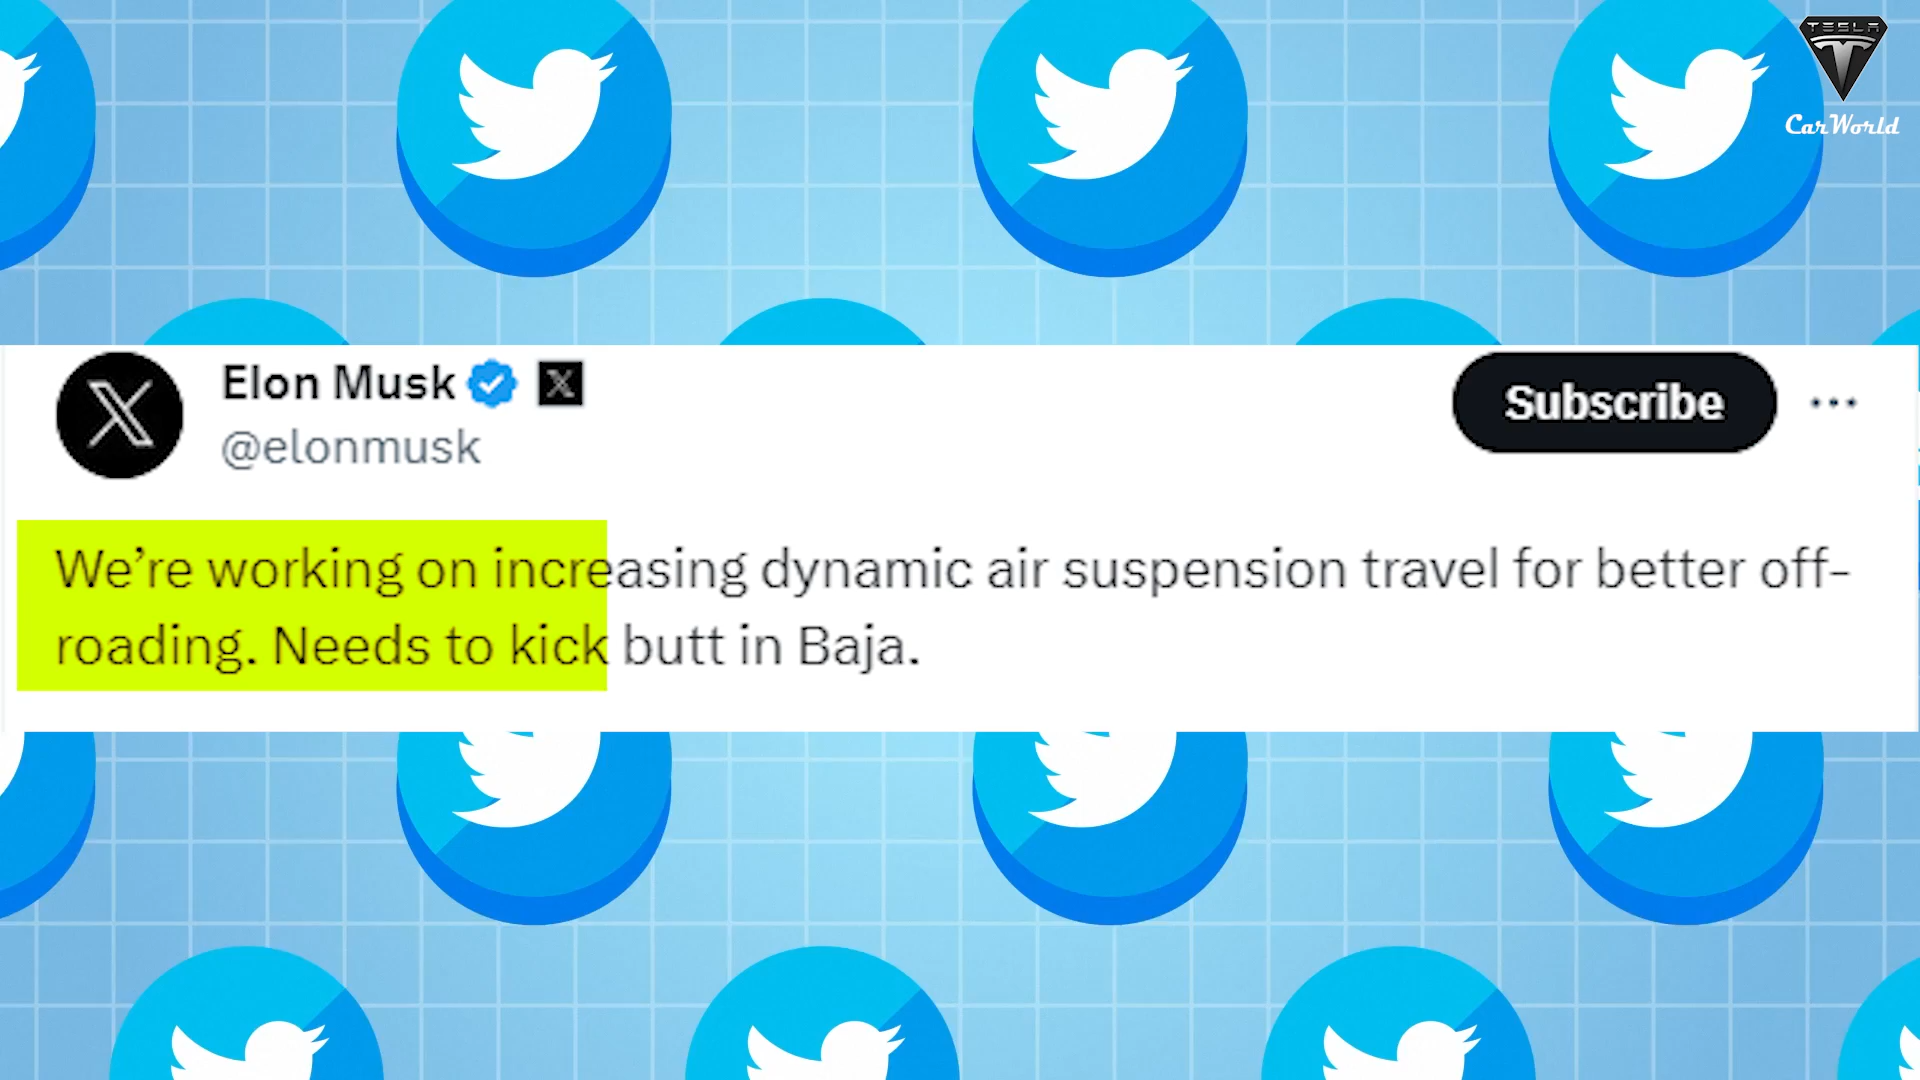 TESLA
CarWorld
Elon Musk
@elonmusk
Subscribe
We’re working on increasing dynamic air suspension travel for better off-
roading. Needs to kick butt in Baja.